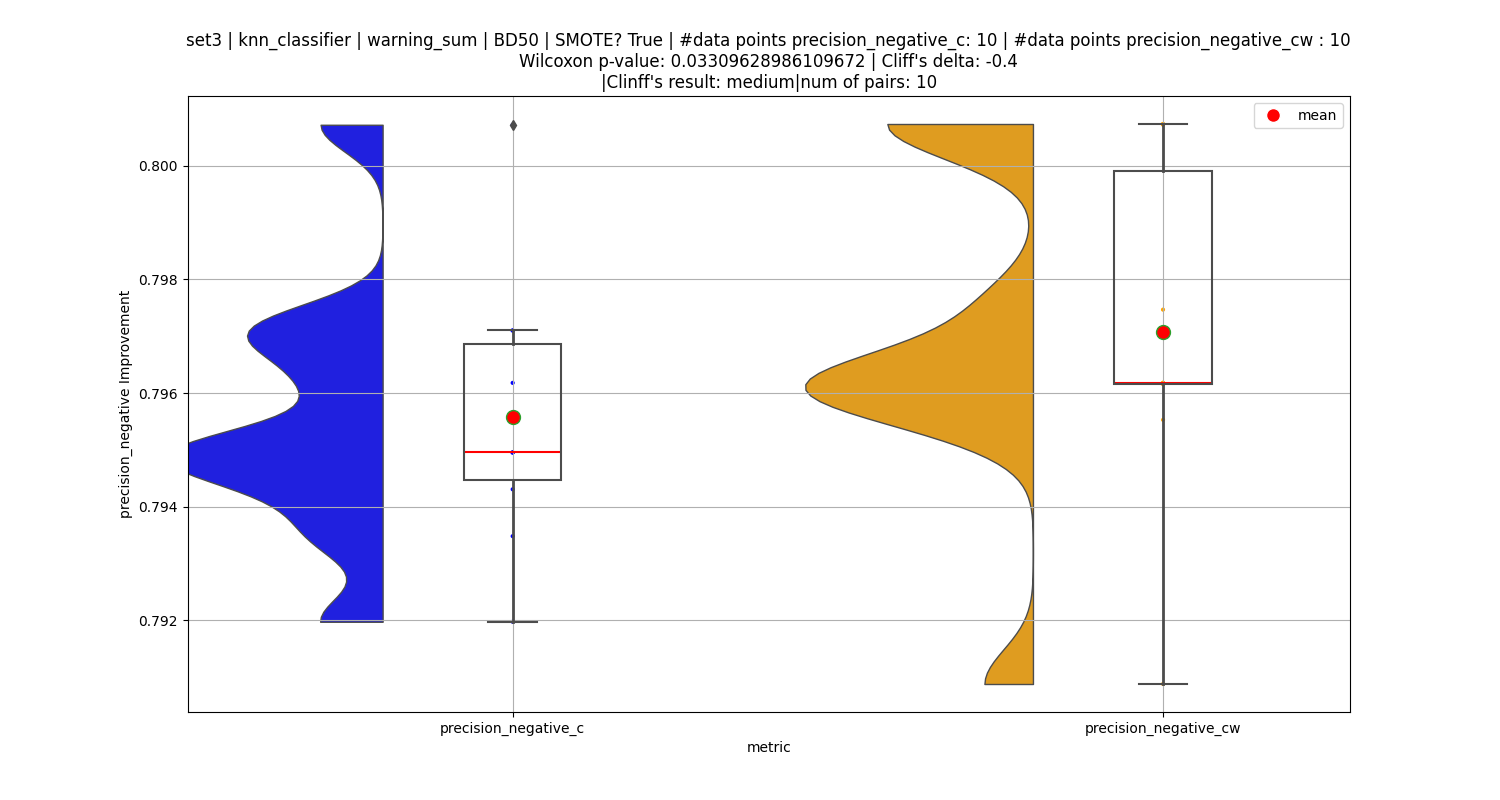 set3 | knn_classifier | warning_sum | BD50 | SMOTE? True | #data points precision_negative_c: 10 | #data points precision_negative_cw : 10
Wilcoxon p-value: 0.03309628986109672 | Cliff's delta: -0.4
|Clinff's result: medium|num of pairs: 10
mean
0.800
0.798
0.796
0.794
0.792
precision_negative Improvement
precision_negative_c
precision_negative_cw
metric